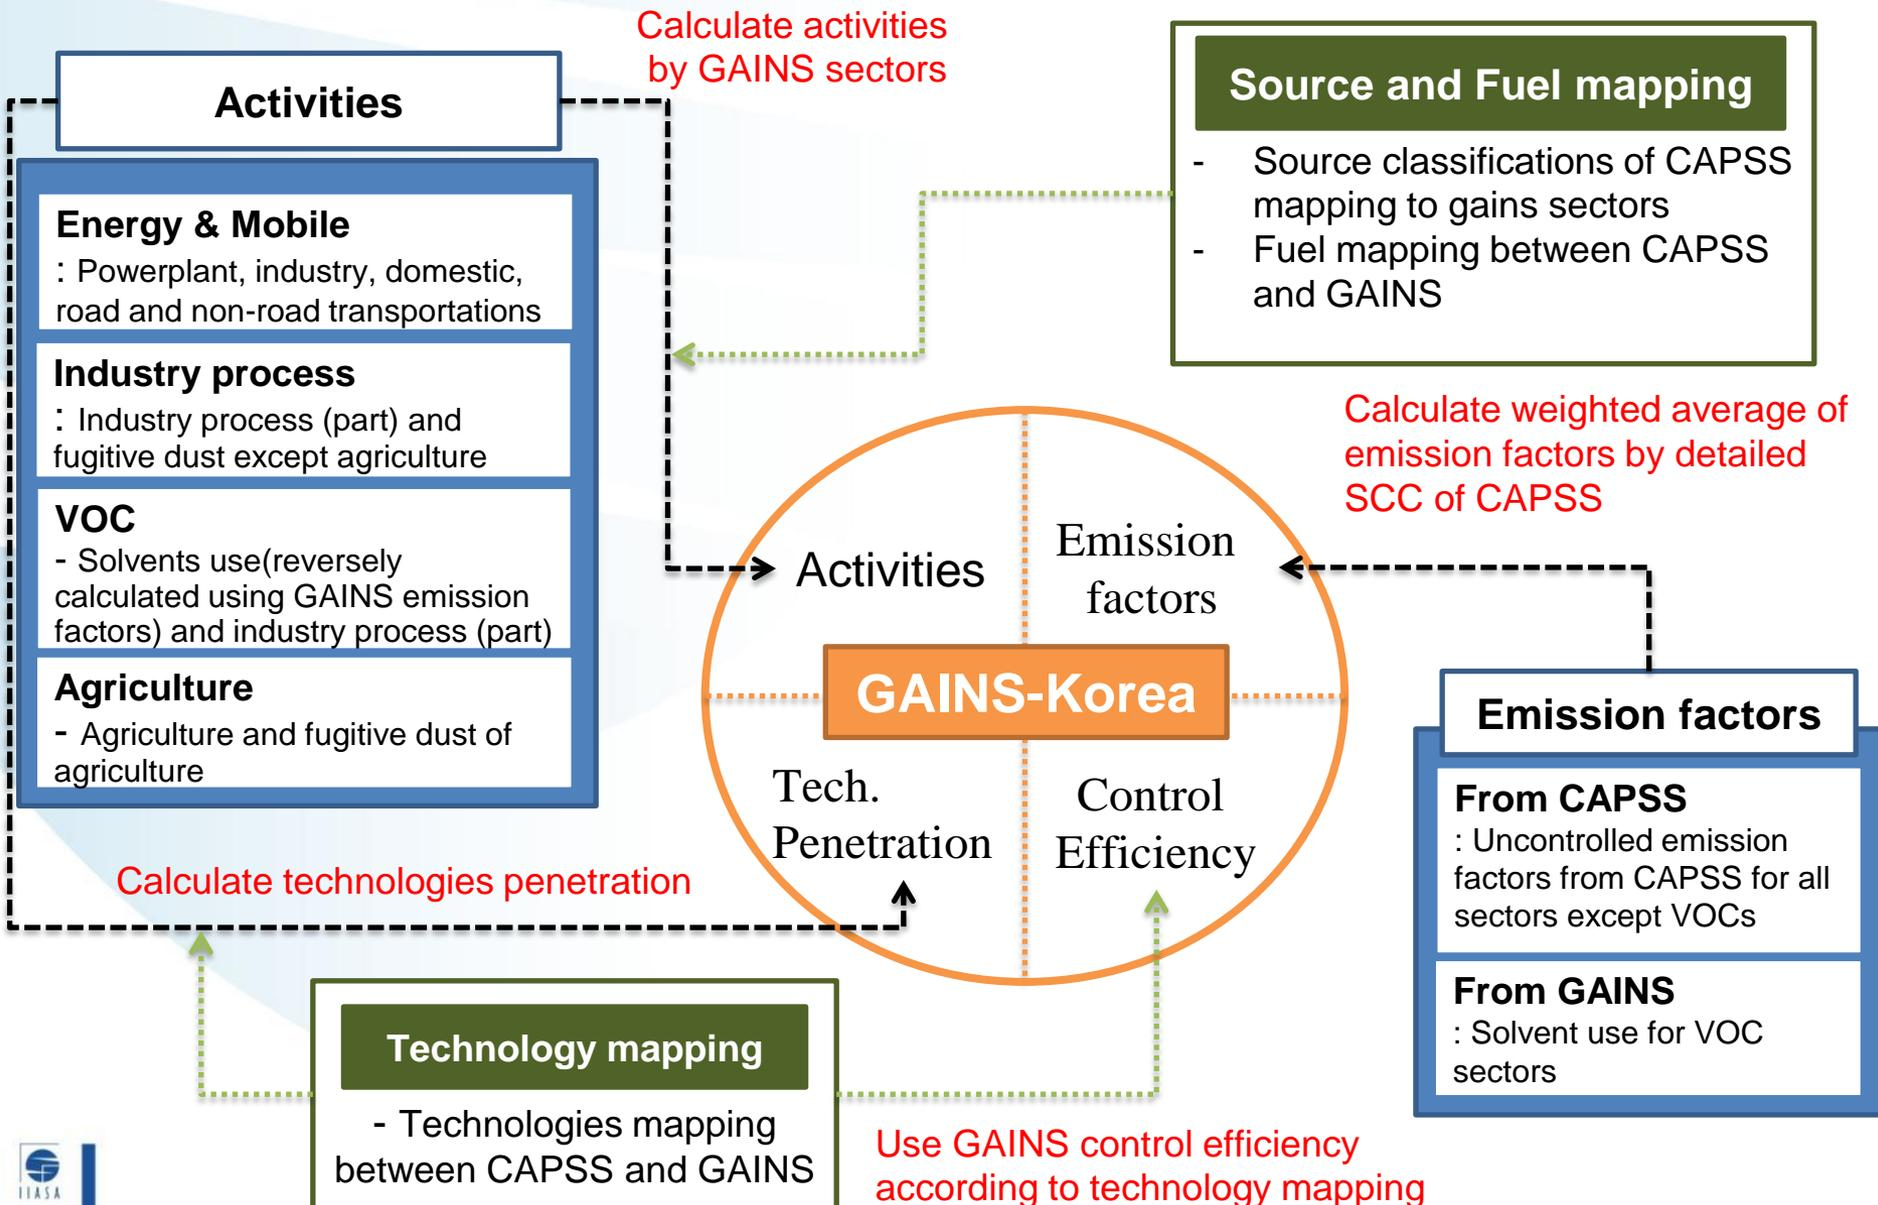 Calculate activities
by GAINS sectors
Activities
Energy & Mobile
: Powerplant, industry, domestic,
road and non-road transportations
Industry process
: Industry process (part) and
fugitive dust except agriculture
VOC
- Solvents use(reversely
calculated using GAINS emission
factors) and industry process (part)
Agriculture
- Agriculture and fugitive dust of
agriculture
Source and Fuel mapping
- Source classifications of CAPSS
mapping to gains sectors
- Fuel mapping between CAPSS
and GAINS
Calculate weighted average of
emission factors by detailed
SCC of CAPSS
Activities
Emission
factors
GAINS-Korea
Tech.
Penetration
Control
Efficiency
Emission factors
From CAPSS
: Uncontrolled emission
factors from CAPSS for all
sectors except VOCs
From GAINS
: Solvent use for VOC
sectors
Calculate technologies penetration
Technology mapping
- Technologies mapping
between CAPSS and GAINS
Use GAINS control efficiency
according to technology mapping
IIASA